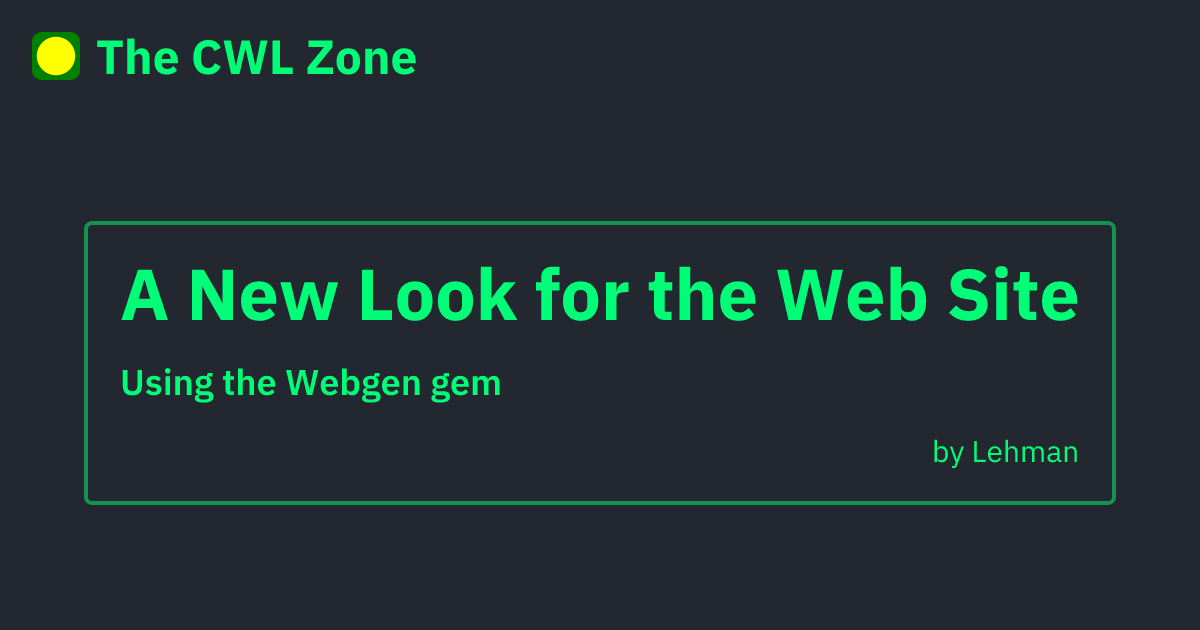 The CWL Zone
A New Look for the Web Site
Using the Webgen gem
by Lehman